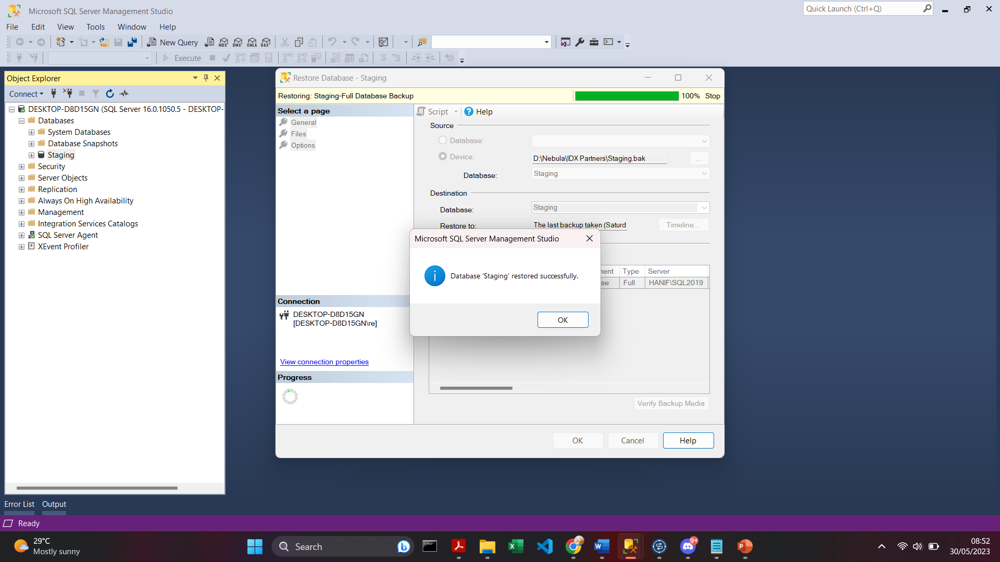 Microsoft SQL Server Management Studio
Quick Launch (Ctrl+Q)
File Edit View Tools Window Help
New Query MDX DMX XMLA DAX
Execute
Object Explorer
Connect
DESKTOP-D8D15GN (SQL Server 16.0.1050.5 - DESKTOP-
Databases
System Databases
Database Snapshots
Staging
Security
Server Objects
Replication
Always On High Availability
Management
Integration Services Catalogs
SQL Server Agent
XEvent Profiler
Restore Database - Staging
Restoring: Staging-Full Database Backup 100% Stop
Select a page
General
Files
Options
Script Help
Source
Database:
Device: D:\Nebula\IDX Partners\Staging.bak ...
Database: Staging
Destination
Database: Staging
Restore to: The last backup taken (Saturd Timeline...
Microsoft SQL Server Management Studio
Database 'Staging' restored successfully.
OK
nent Type Server
se Full HANIF\SQL2019
Connection
DESKTOP-D8D15GN
[DESKTOP-D8D15GN\re]
View connection properties
Progress
Verify Backup Media
OK Cancel Help
Error List Output
Ready
29°C
Mostly sunny
Search
9+
08:52
30/05/2023